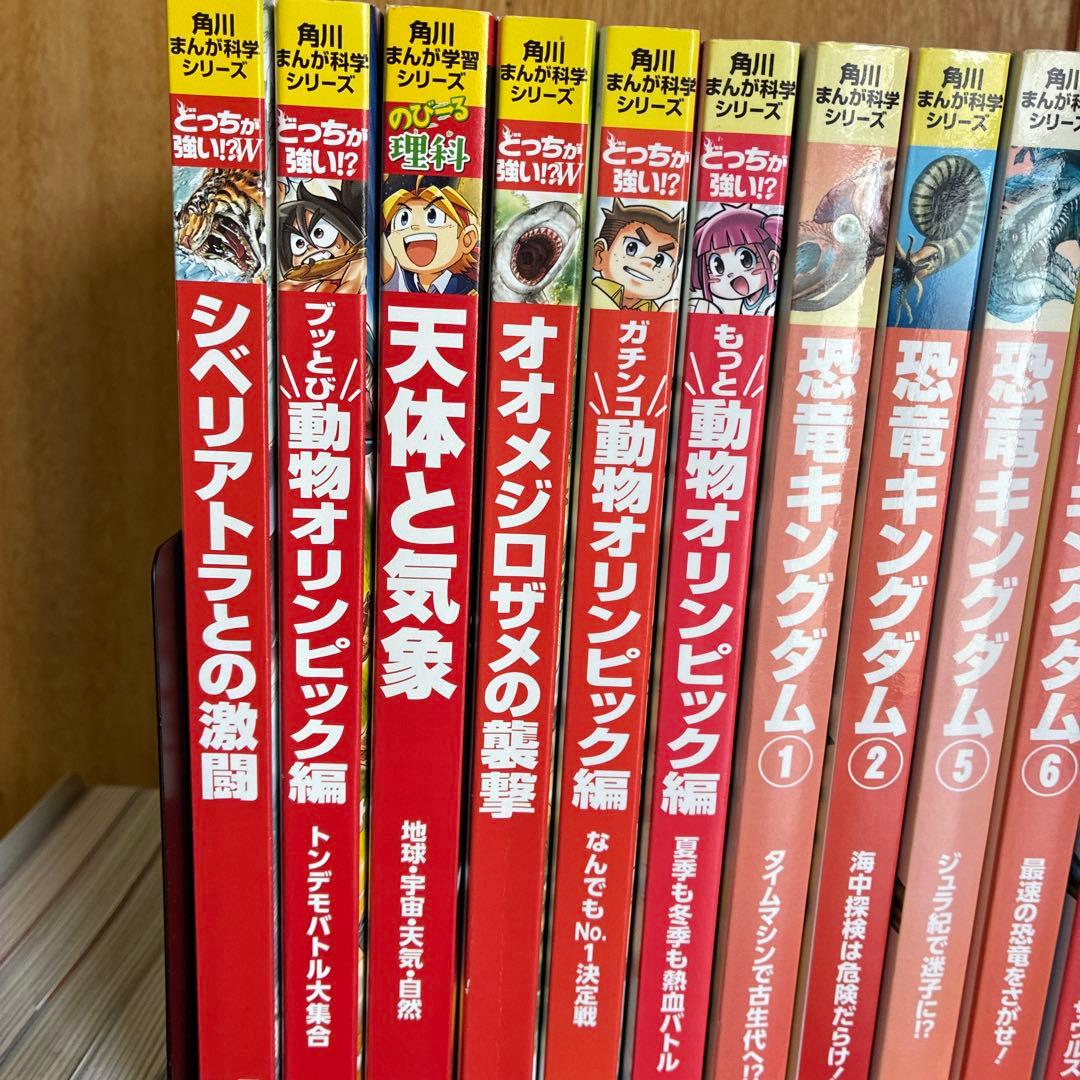 角川
まんが科学
シリーズ
どっちが
強い!?W
シベリアトラとの激闘
角川
まんが科学
シリーズ
どっちが
強い!?
ブッとび
動物オリンピック編
トンデモバトル大集合
角川
まんが学習
シリーズ
のびーる
理科
天体と気象
地球・宇宙・天気・自然
角川
まんが科学
シリーズ
どっちが
強い!?W
オオメジロザメの襲撃
角川
まんが科学
シリーズ
どっちが
強い!?
ガチンコ
動物オリンピック編
なんでもNo.1決定戦
角川
まんが科学
シリーズ
どっちが
強い!?
もっと
動物オリンピック編
夏季も冬季も熱血バトル
角川
まんが科学
シリーズ
恐竜キングダム
1
タイムマシンで古生代へ!?
角川
まんが科学
シリーズ
恐竜キングダム
2
海中探検は危険だらけ!
角川
まんが科学
シリーズ
恐竜キングダム
5
ジュラ紀で迷子に!?
6
最速の恐竜をさがせ!